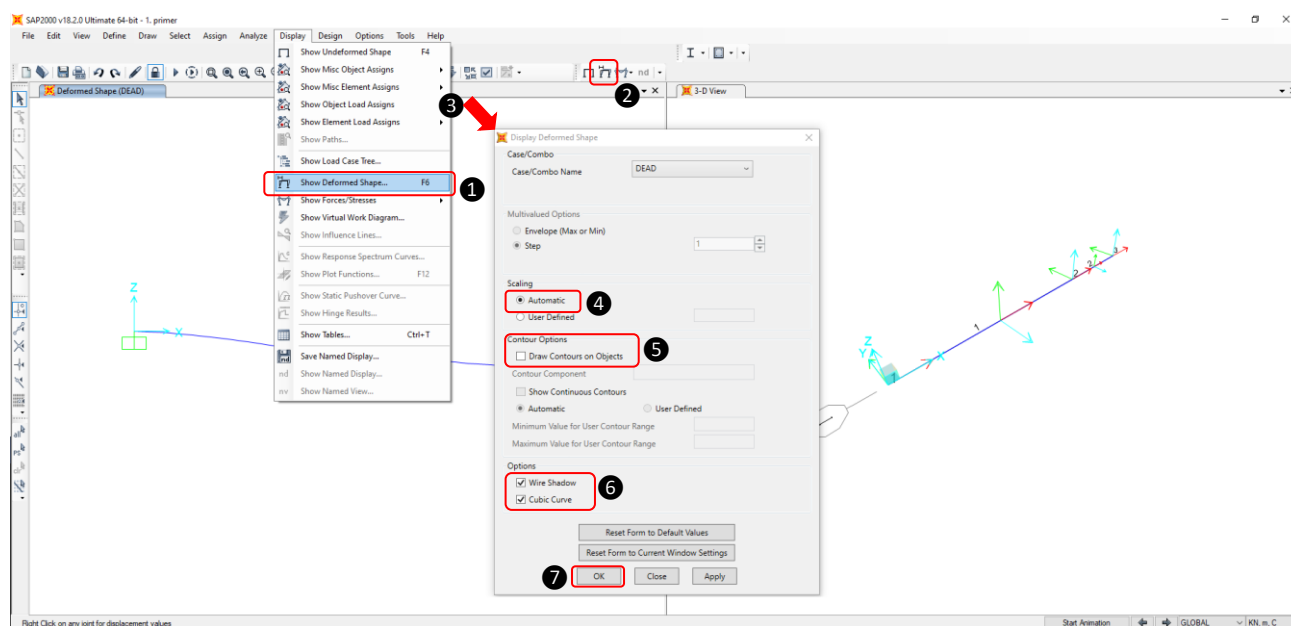 SAP2000 v18.2.0 Ultimate 64-bit - 1. primer
File Edit View Define Draw Select Assign Analyze Display Design Options Tools Help
nd
Deformed Shape (DEAD)
3-D View
Show Undeformed Shape F4
Show Misc Object Assigns
Show Misc Element Assigns
Show Object Load Assigns
Show Element Load Assigns
Show Paths...
Show Load Case Tree...
Show Deformed Shape... F6
Show Forces/Stresses
Show Virtual Work Diagram...
Show Influence Lines...
Show Response Spectrum Curves...
Show Plot Functions... F12
Show Static Pushover Curve...
Show Hinge Results...
Show Tables... Ctrl+T
Save Named Display...
nd Show Named Display...
nv Show Named View...
1
2
3
Display Deformed Shape
Case/Combo
Case/Combo Name DEAD
Multivalued Options
Envelope (Max or Min)
Step 1
Scaling
Automatic
4
User Defined
Contour Options
Draw Contours on Objects
5
Contour Component
Show Continuous Contours
Automatic User Defined
Minimum Value for User Contour Range
Maximum Value for User Contour Range
Options
Wire Shadow
Cubic Curve
6
Reset Form to Default Values
Reset Form to Current Window Settings
7
OK Close Apply
Z
X
Z
Y
X
1
1
2
2
3
all
PS
clr
Right Click on any joint for displacement values
Start Animation GLOBAL KN, m, C